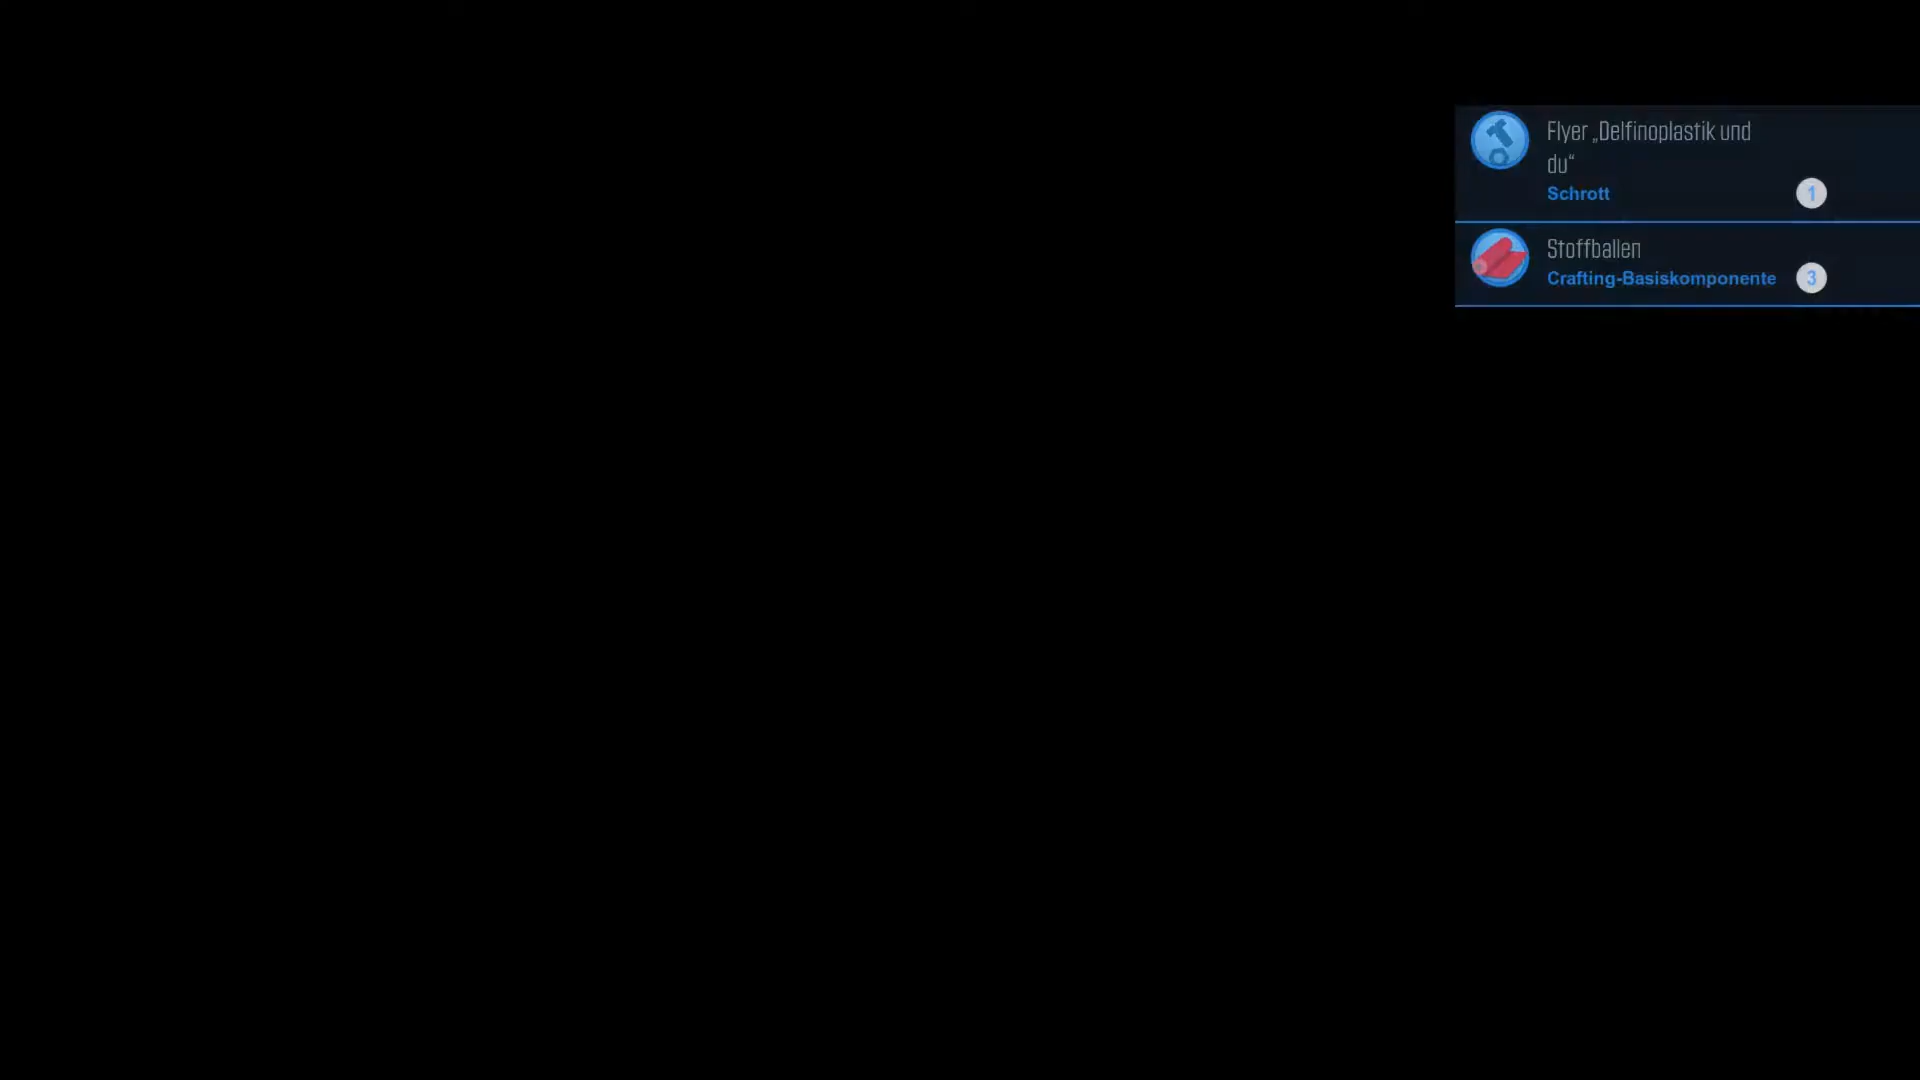 Flyer „Delfinoplastik und
du“
Schrott 1
Stoffballen
Crafting-Basiskomponente 3